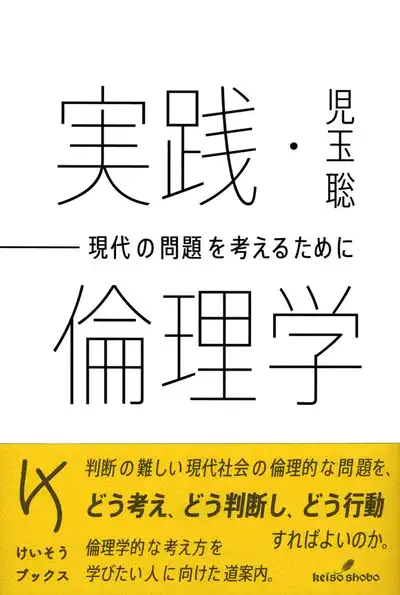 実践・
児玉聡
現代の問題を考えるために
倫理学
判断の難しい現代社会の倫理的な問題を、
どう考え、どう判断し、どう行動
すればよいのか。
倫理学的な考え方を
学びたい人に向けた道案内。
け
けいそう
ブックス
keiso shobo